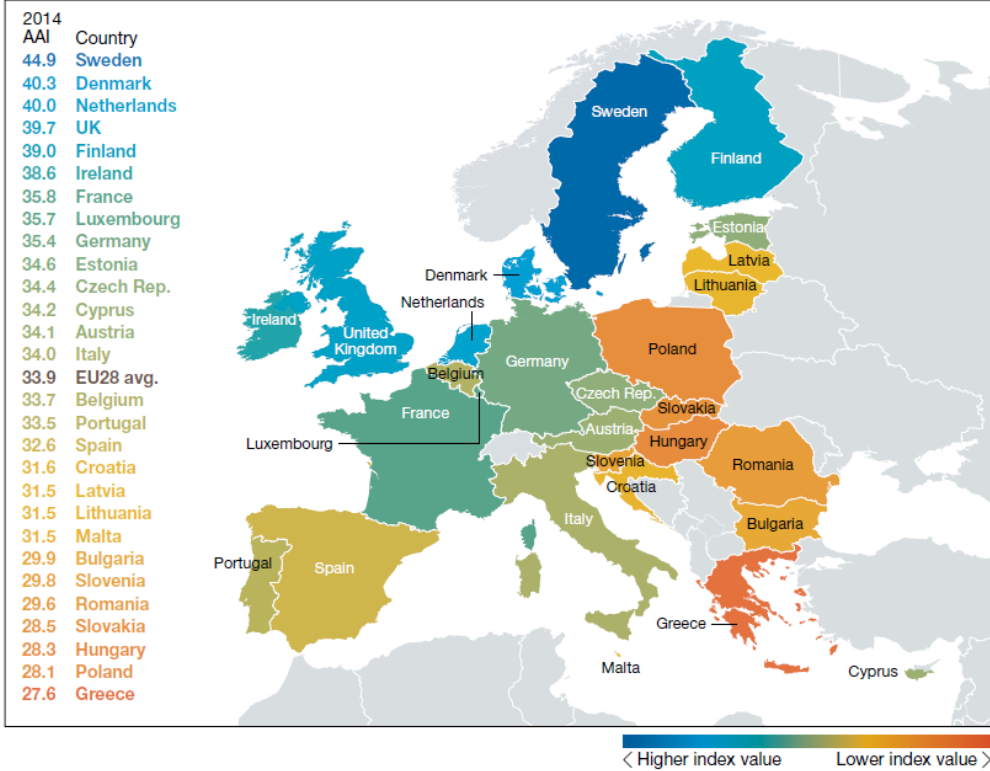 2014
AAI Country
44.9 Sweden
40.3 Denmark
40.0 Netherlands
39.7 UK
39.0 Finland
38.6 Ireland
35.8 France
35.7 Luxembourg
35.4 Germany
34.6 Estonia
34.4 Czech Rep.
34.2 Cyprus
34.1 Austria
34.0 Italy
33.9 EU28 avg.
33.7 Belgium
33.5 Portugal
32.6 Spain
31.6 Croatia
31.5 Latvia
31.5 Lithuania
31.5 Malta
29.9 Bulgaria
29.8 Slovenia
29.6 Romania
28.5 Slovakia
28.3 Hungary
28.1 Poland
27.6 Greece
Sweden
Finland
Estonia
Latvia
Lithuania
Denmark
Netherlands
Ireland
United
Kingdom
Poland
Germany
Belgium
Czech Rep.
France
Slovakia
Austria
Luxembourg
Hungary
Slovenia
Romania
Croatia
Italy
Bulgaria
Portugal
Spain
Greece
Malta
Cyprus
< Higher index value
Lower index value >